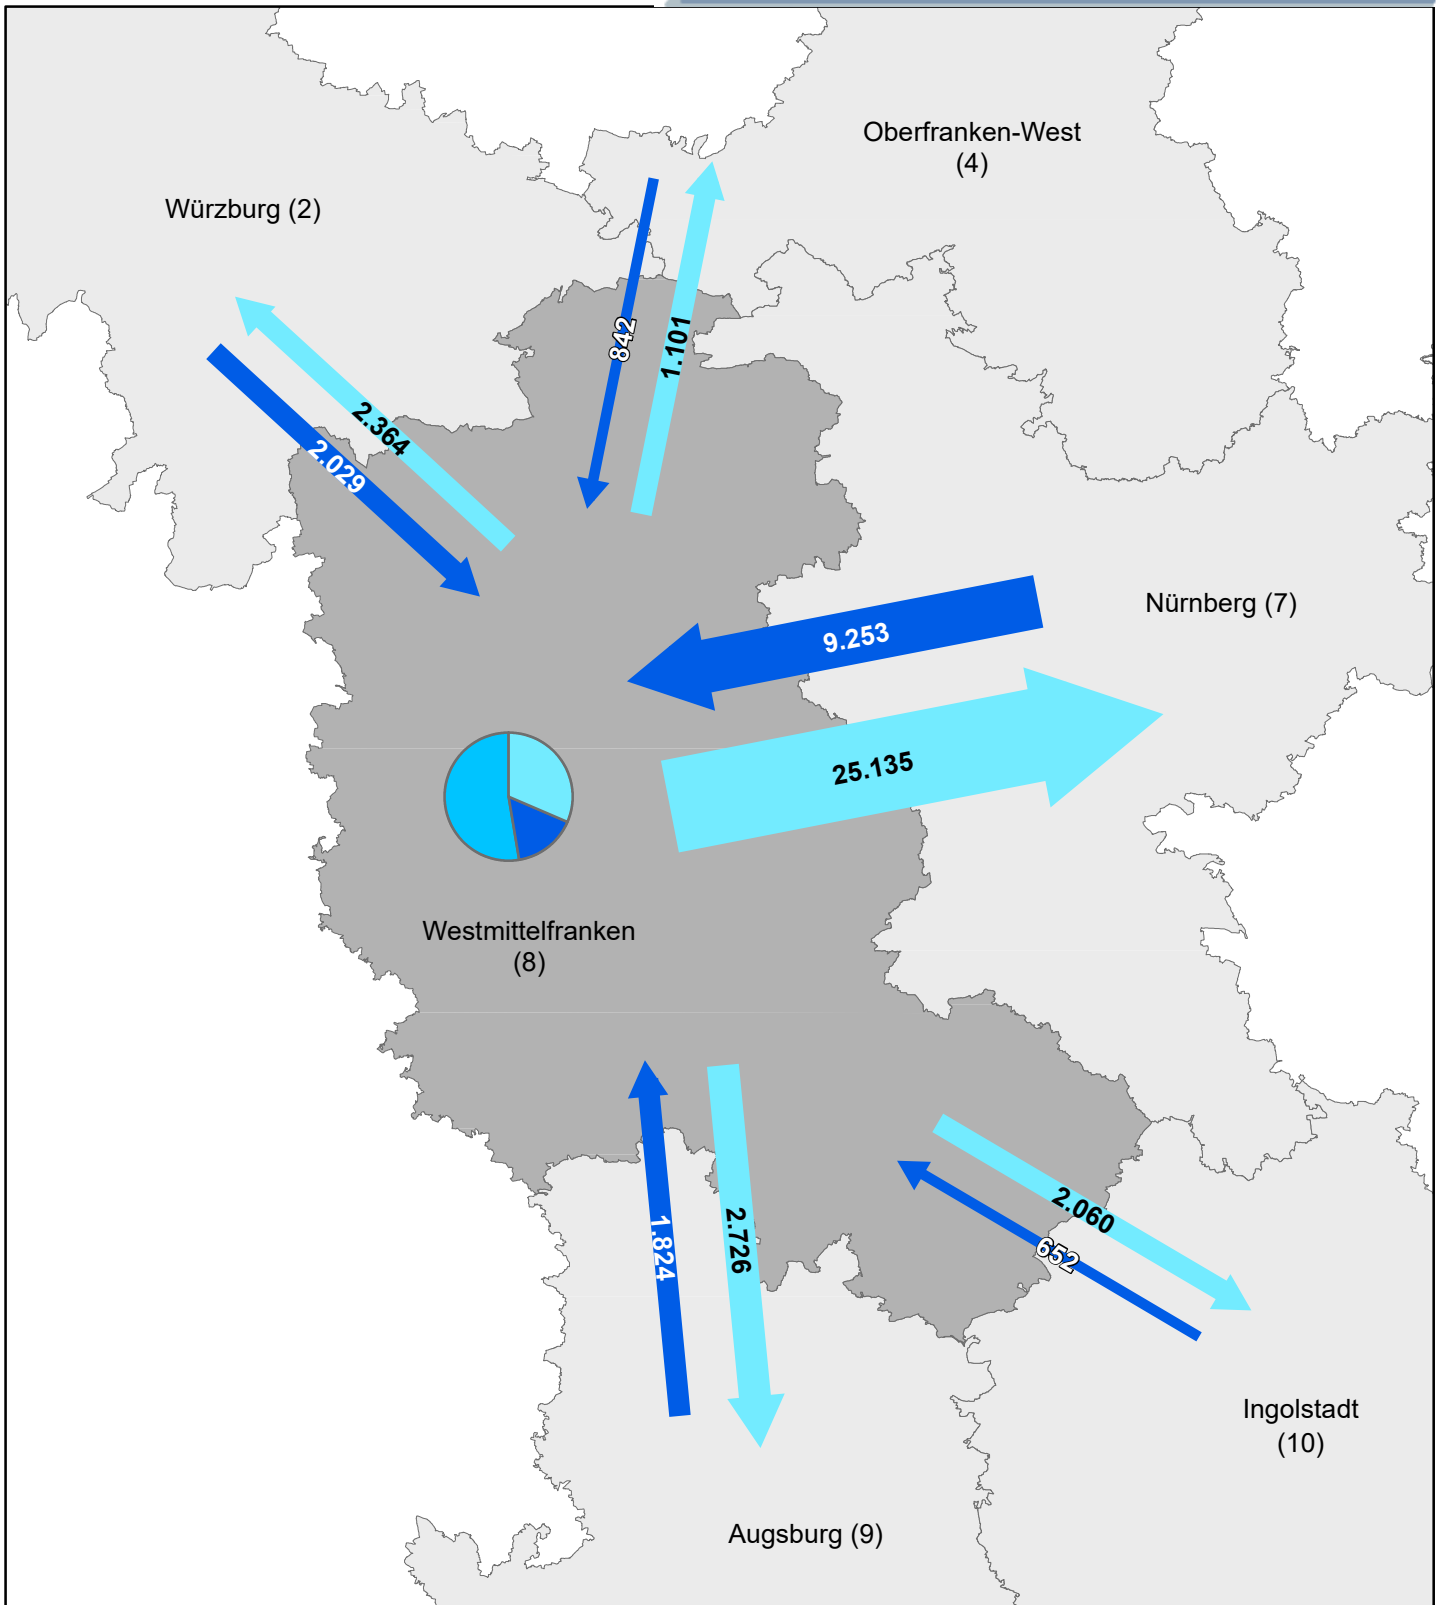 Oberfranken-West
(4)
Würzburg (2)
842
1.101
2.364
2.029
Nürnberg (7)
9.253
25.135
Westmittelfranken
(8)
2.060
1.824
2.726
652
Ingolstadt
(10)
Augsburg (9)